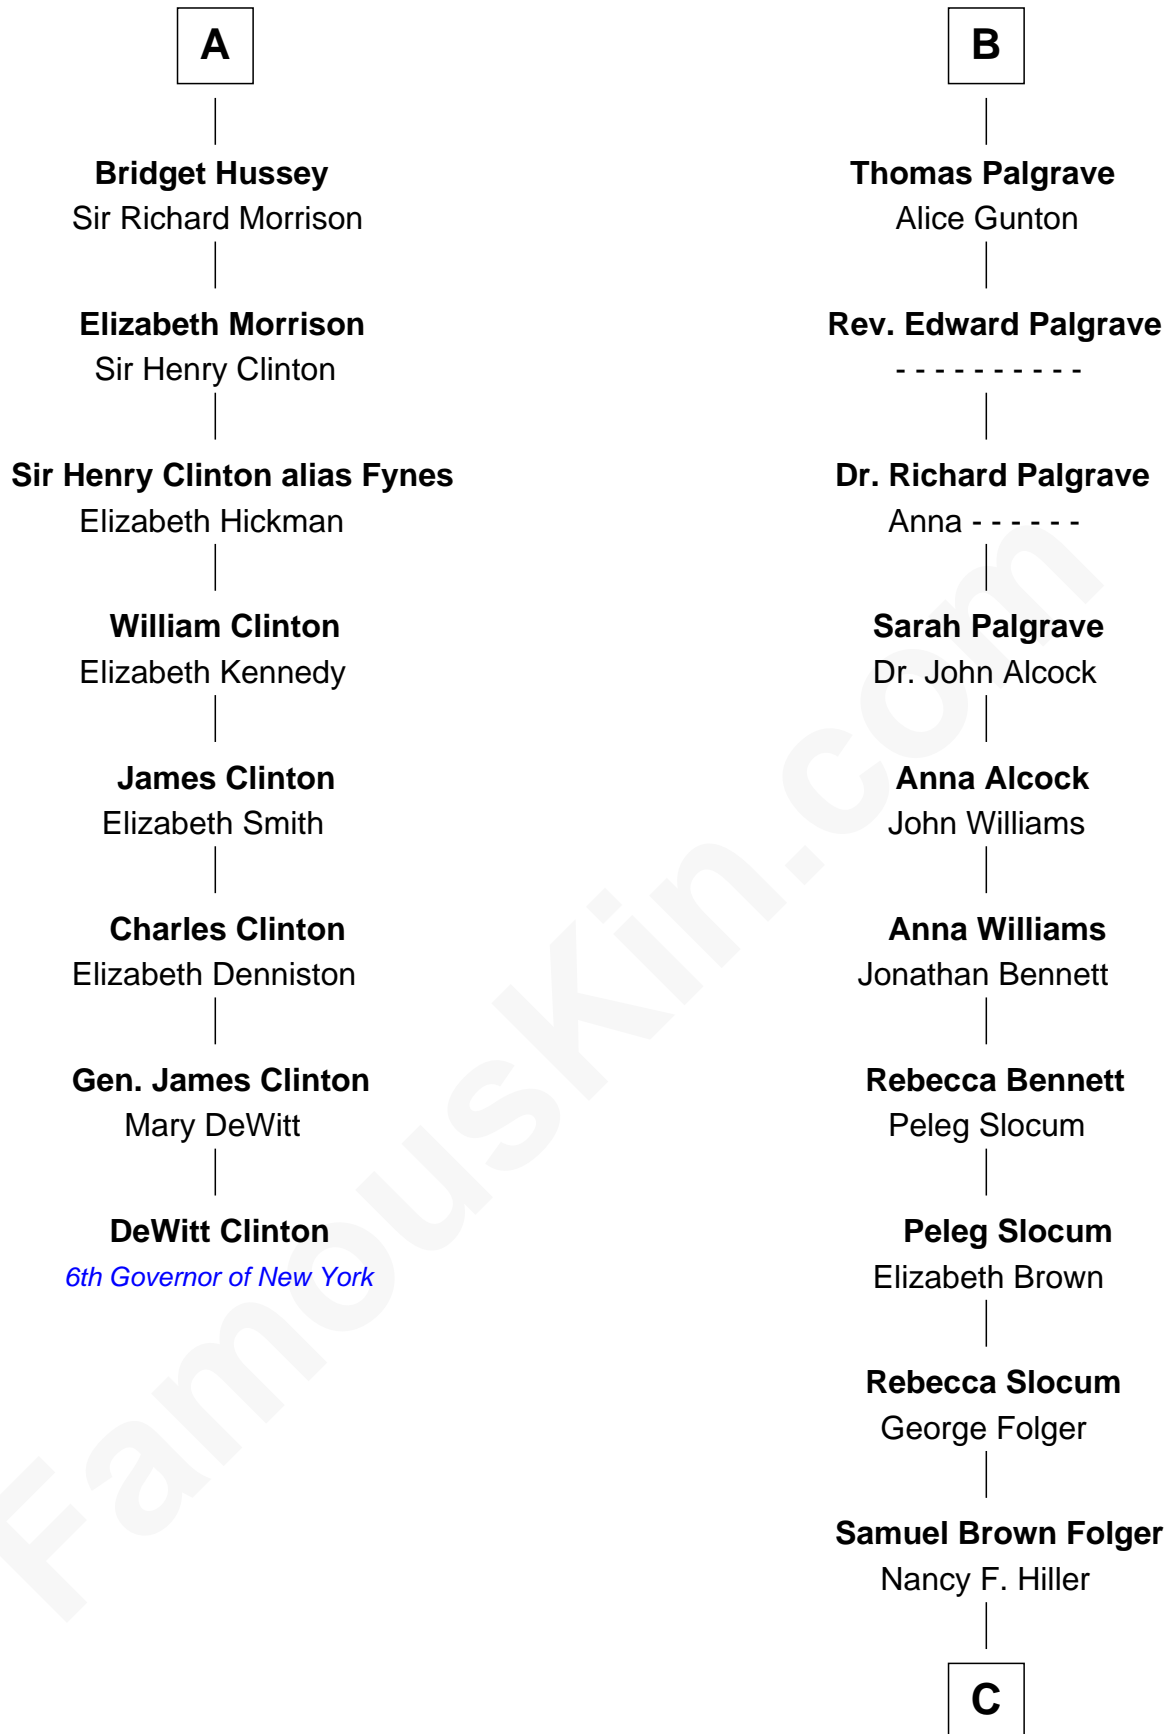 A
Bridget Hussey
Sir Richard Morrison
Elizabeth Morrison
Sir Henry Clinton
Sir Henry Clinton alias Fynes
Elizabeth Hickman
William Clinton
Elizabeth Kennedy
James Clinton
Elizabeth Smith
Charles Clinton
Elizabeth Denniston
Gen. James Clinton
Mary DeWitt
DeWitt Clinton
6th Governor of New York
B
Thomas Palgrave
Alice Gunton
Rev. Edward Palgrave
- - - - - - - - - -
Dr. Richard Palgrave
Anna - - - - - -
Sarah Palgrave
Dr. John Alcock
Anna Alcock
John Williams
Anna Williams
Jonathan Bennett
Rebecca Bennett
Peleg Slocum
Peleg Slocum
Elizabeth Brown
Rebecca Slocum
George Folger
Samuel Brown Folger
Nancy F. Hiller
C
FamousKin.com